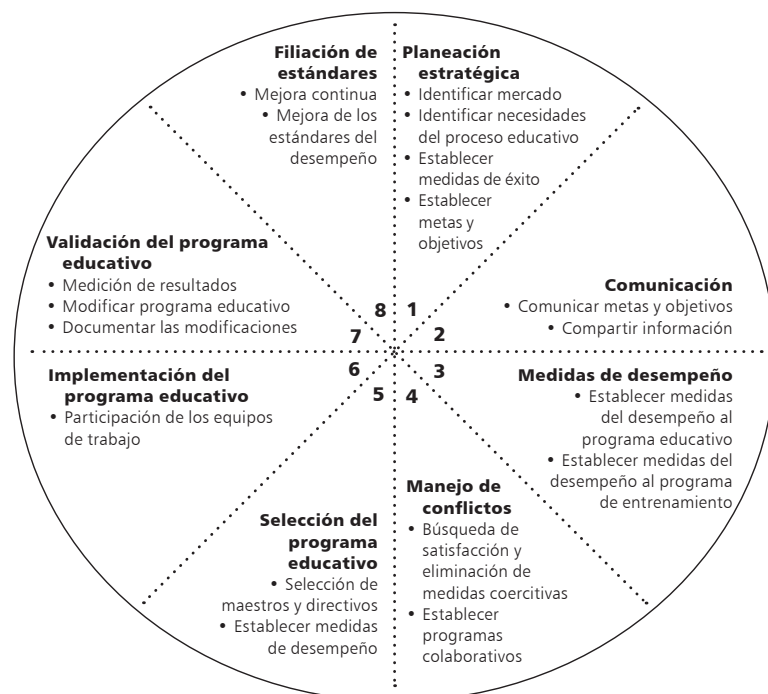 Filiación de
estándares
• Mejora continua
• Mejora de los
estándares del
desempeño
8
Planeación
estratégica
• Identificar mercado
• Identificar necesidades
del proceso educativo
• Establecer
medidas de éxito
• Establecer
metas y
objetivos
1
Comunicación
• Comunicar metas y objetivos
• Compartir información
2
Medidas de desempeño
• Establecer medidas
del desempeño al
programa educativo
• Establecer medidas del
desempeño al programa
de entrenamiento
3
Manejo de
conflictos
• Búsqueda de
satisfacción y
eliminación de
medidas coercitivas
• Establecer
programas
colaborativos
4
Selección del
programa
educativo
• Selección de
maestros y directivos
• Establecer medidas
de desempeño
5
Implementación del
programa educativo
• Participación de los equipos
de trabajo
6
Validación del programa
educativo
• Medición de resultados
• Modificar programa educativo
• Documentar las modificaciones
7